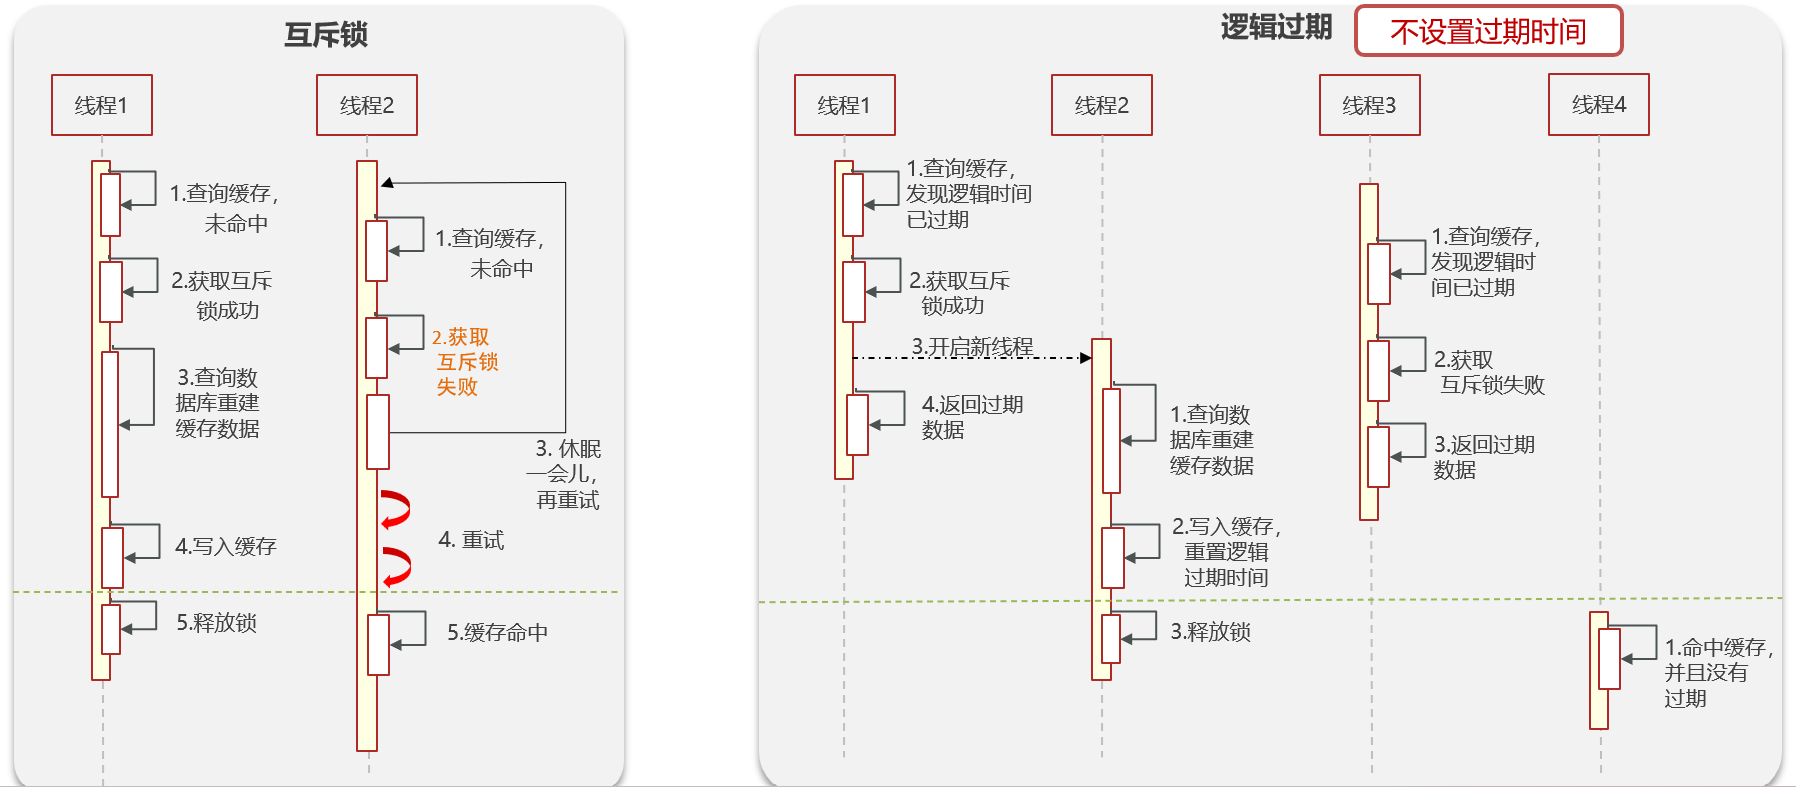 互斥锁
线程1
线程2
1.查询缓存，
未命中
2.获取互斥
锁成功
3.查询数
据库重建
缓存数据
4.写入缓存
5.释放锁
1.查询缓存，
未命中
2.获取
互斥锁
失败
3. 休眠
一会儿，
再重试
4. 重试
5.缓存命中
逻辑过期
不设置过期时间
线程1
线程2
线程3
线程4
1.查询缓存，
发现逻辑时间
已过期
2.获取互斥
锁成功
3.开启新线程
4.返回过期
数据
1.查询数
据库重建
缓存数据
2.写入缓存，
重置逻辑
过期时间
3.释放锁
1.查询缓存，
发现逻辑时
间已过期
2.获取
互斥锁失败
3.返回过期
数据
1.命中缓存，
并且没有
过期